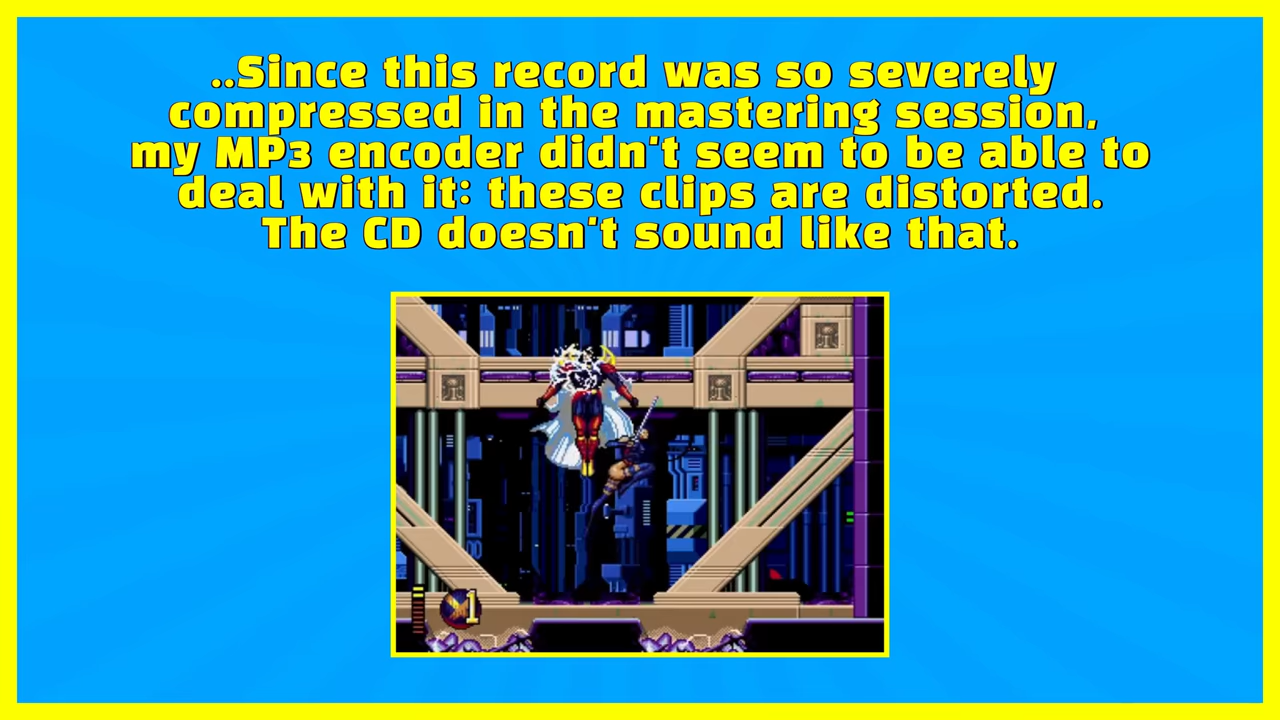 ..Since this record was so severely
compressed in the mastering session,
my MP3 encoder didn't seem to be able to
deal with it: these clips are distorted.
The CD doesn't sound like that.
1